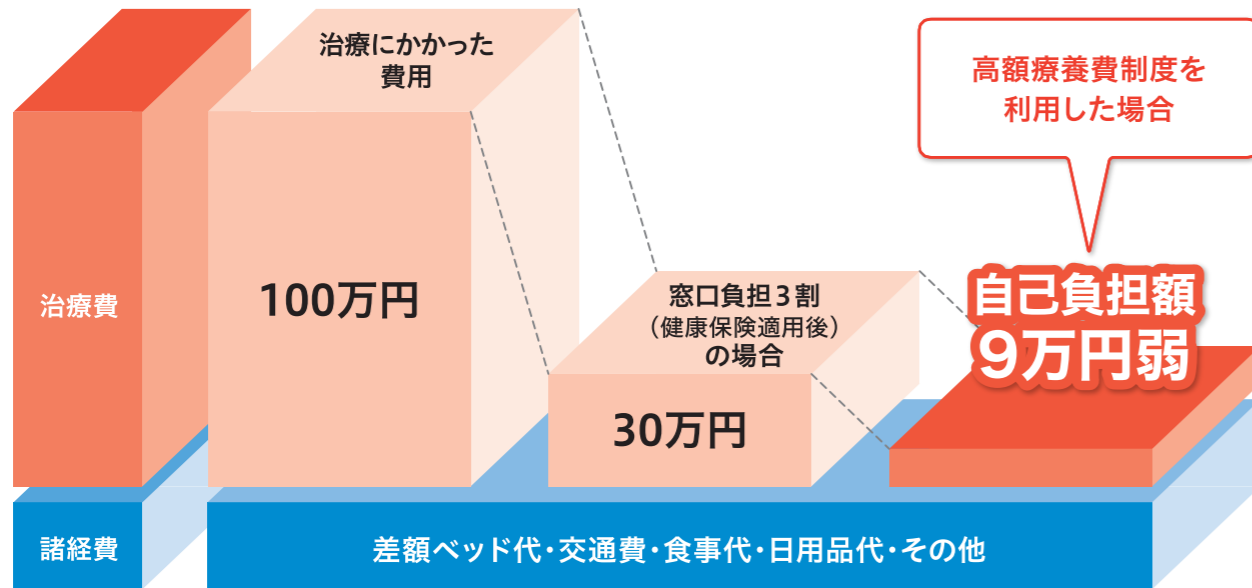 治療にかかった
費用
高額療養費制度を
利用した場合
治療費
100万円
窓口負担3割
（健康保険適用後）
の場合
30万円
自己負担額
9万円弱
諸経費
差額ベッド代・交通費・食事代・日用品代・その他